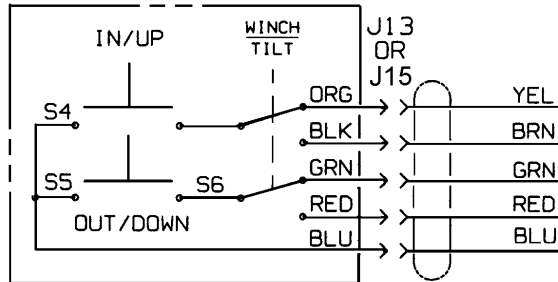 IN/UP
WINCH
TILT
J13
OR
J15
S4
ORG
YEL
BLK
BRN
S5
S6
GRN
GRN
OUT/DOWN
RED
RED
BLU
BLU